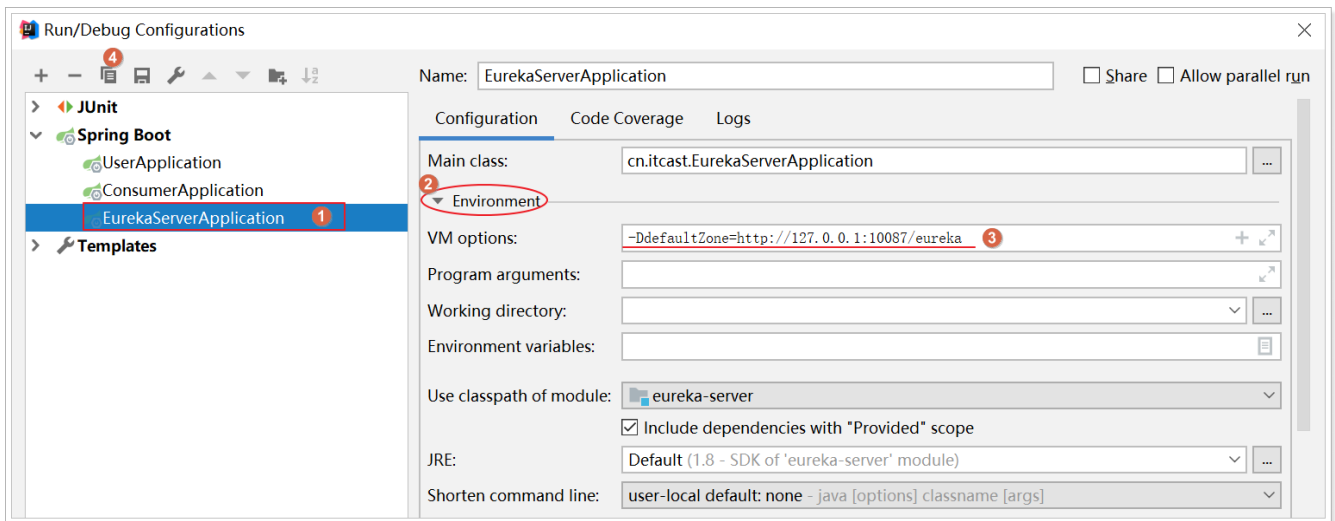 Run/Debug Configurations
4
Name: EurekaServerApplication
Share
Allow parallel run
JUnit
Spring Boot
UserApplication
ConsumerApplication
EurekaServerApplication 1
Templates
Configuration Code Coverage Logs
Main class: cn.itcast.EurekaServerApplication ...
2
Environment
VM options: -DdefaultZone=http://127.0.0.1:10087/eureka 3
Program arguments:
Working directory: ...
Environment variables:
Use classpath of module: eureka-server
Include dependencies with "Provided" scope
JRE: Default (1.8 - SDK of 'eureka-server' module) ...
Shorten command line: user-local default: none - java [options] classname [args]